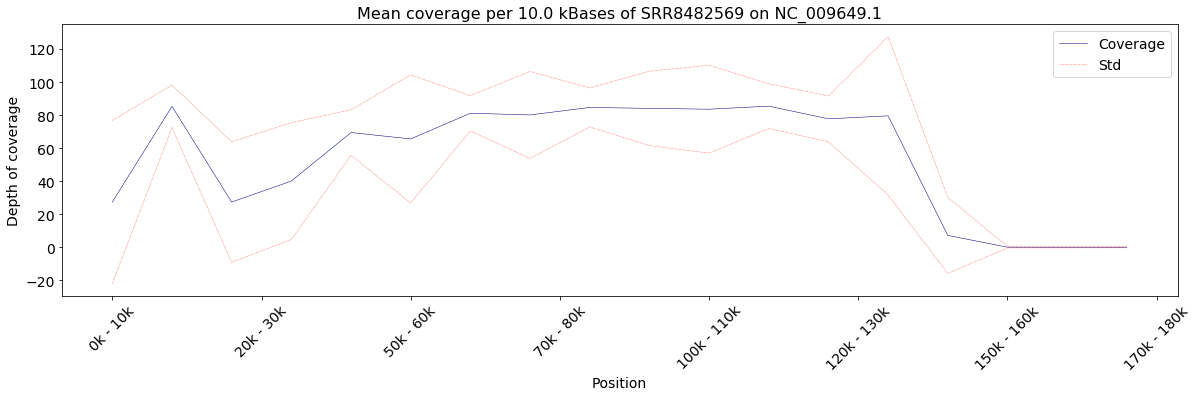 Mean coverage per 10.0 kBases of SRR8482569 on NC_009649.1
Depth of coverage
120
100
80
60
40
20
0
−20
Coverage
Std
0k - 10k
20k - 30k
50k - 60k
70k - 80k
100k - 110k
120k - 130k
150k - 160k
170k - 180k
Position